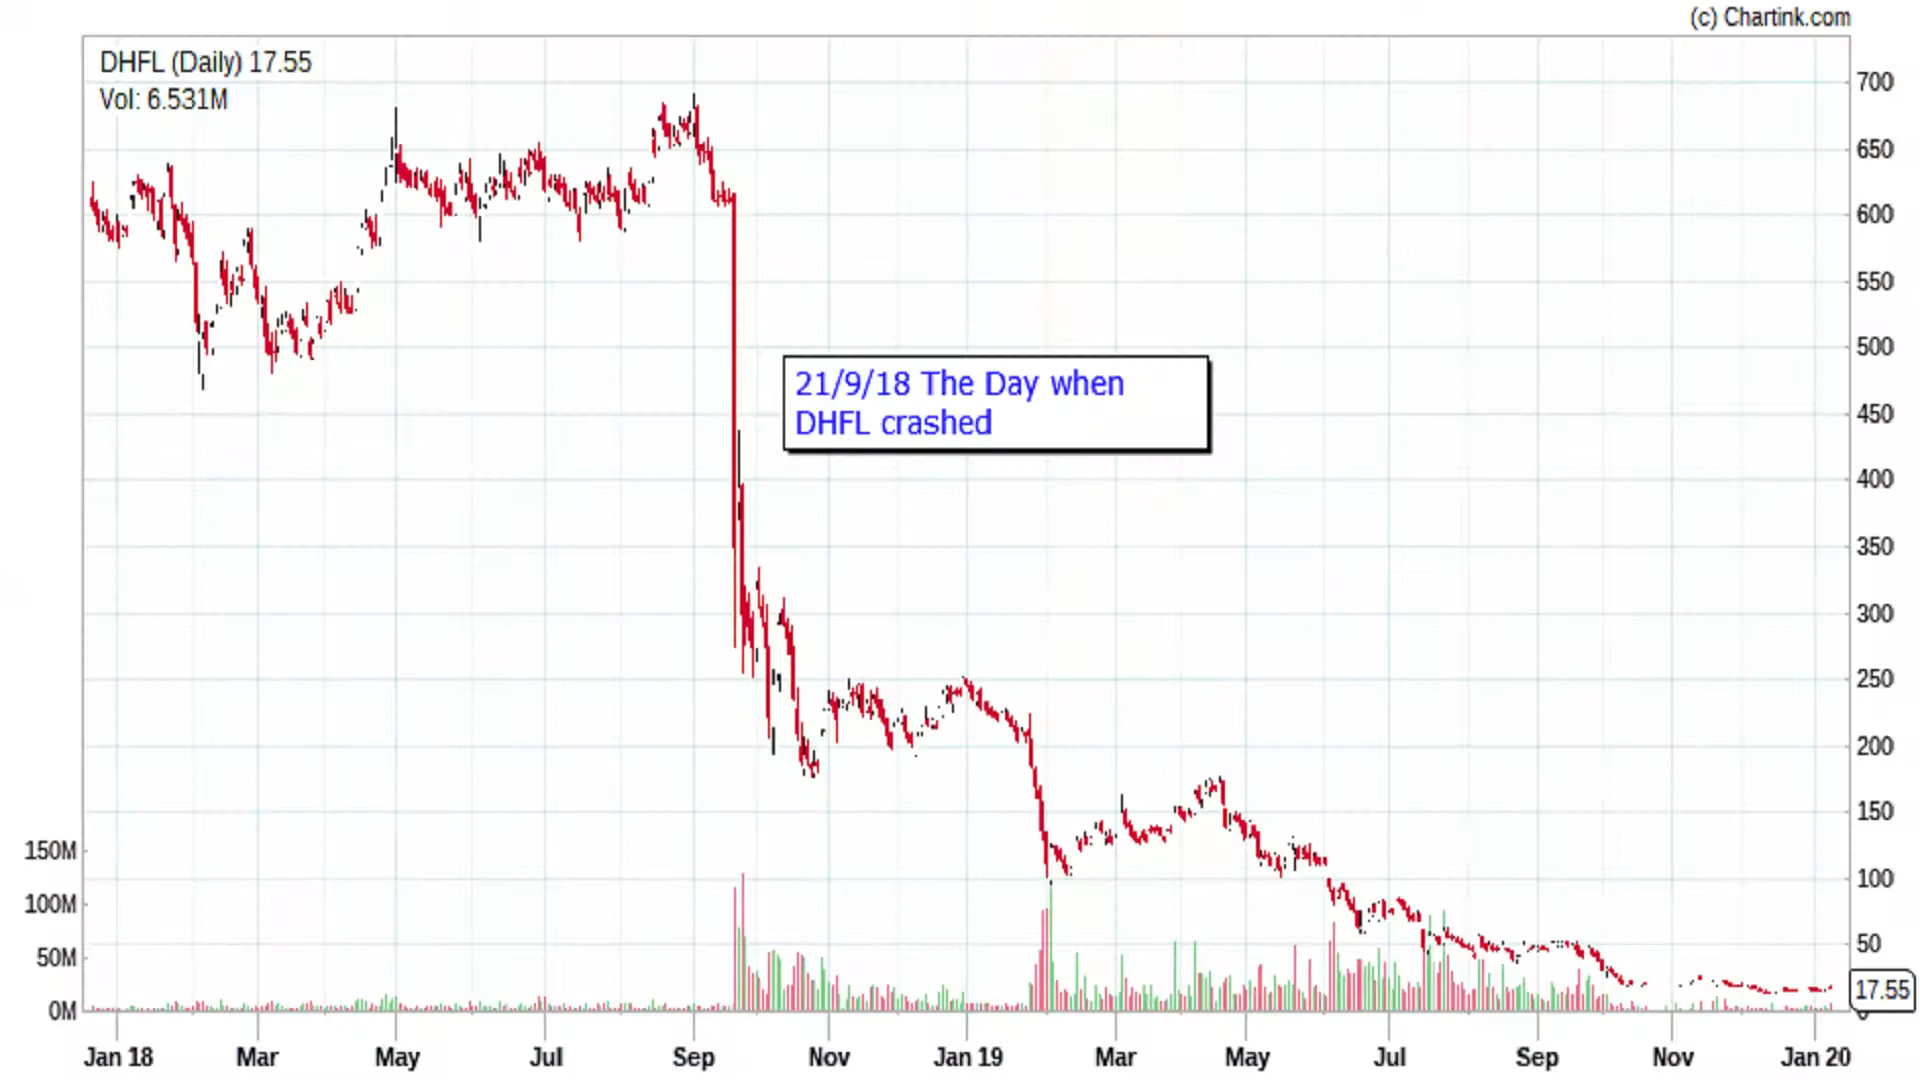 (c) Chartink.com
DHFL (Daily) 17.55
Vol: 6.531M
700
650
600
550
500
450
400
350
300
250
200
150
100
50
17.55
21/9/18 The Day when
DHFL crashed
150M
100M
50M
0M
Jan 18 Mar May Jul Sep Nov Jan 19 Mar May Jul Sep Nov Jan 20